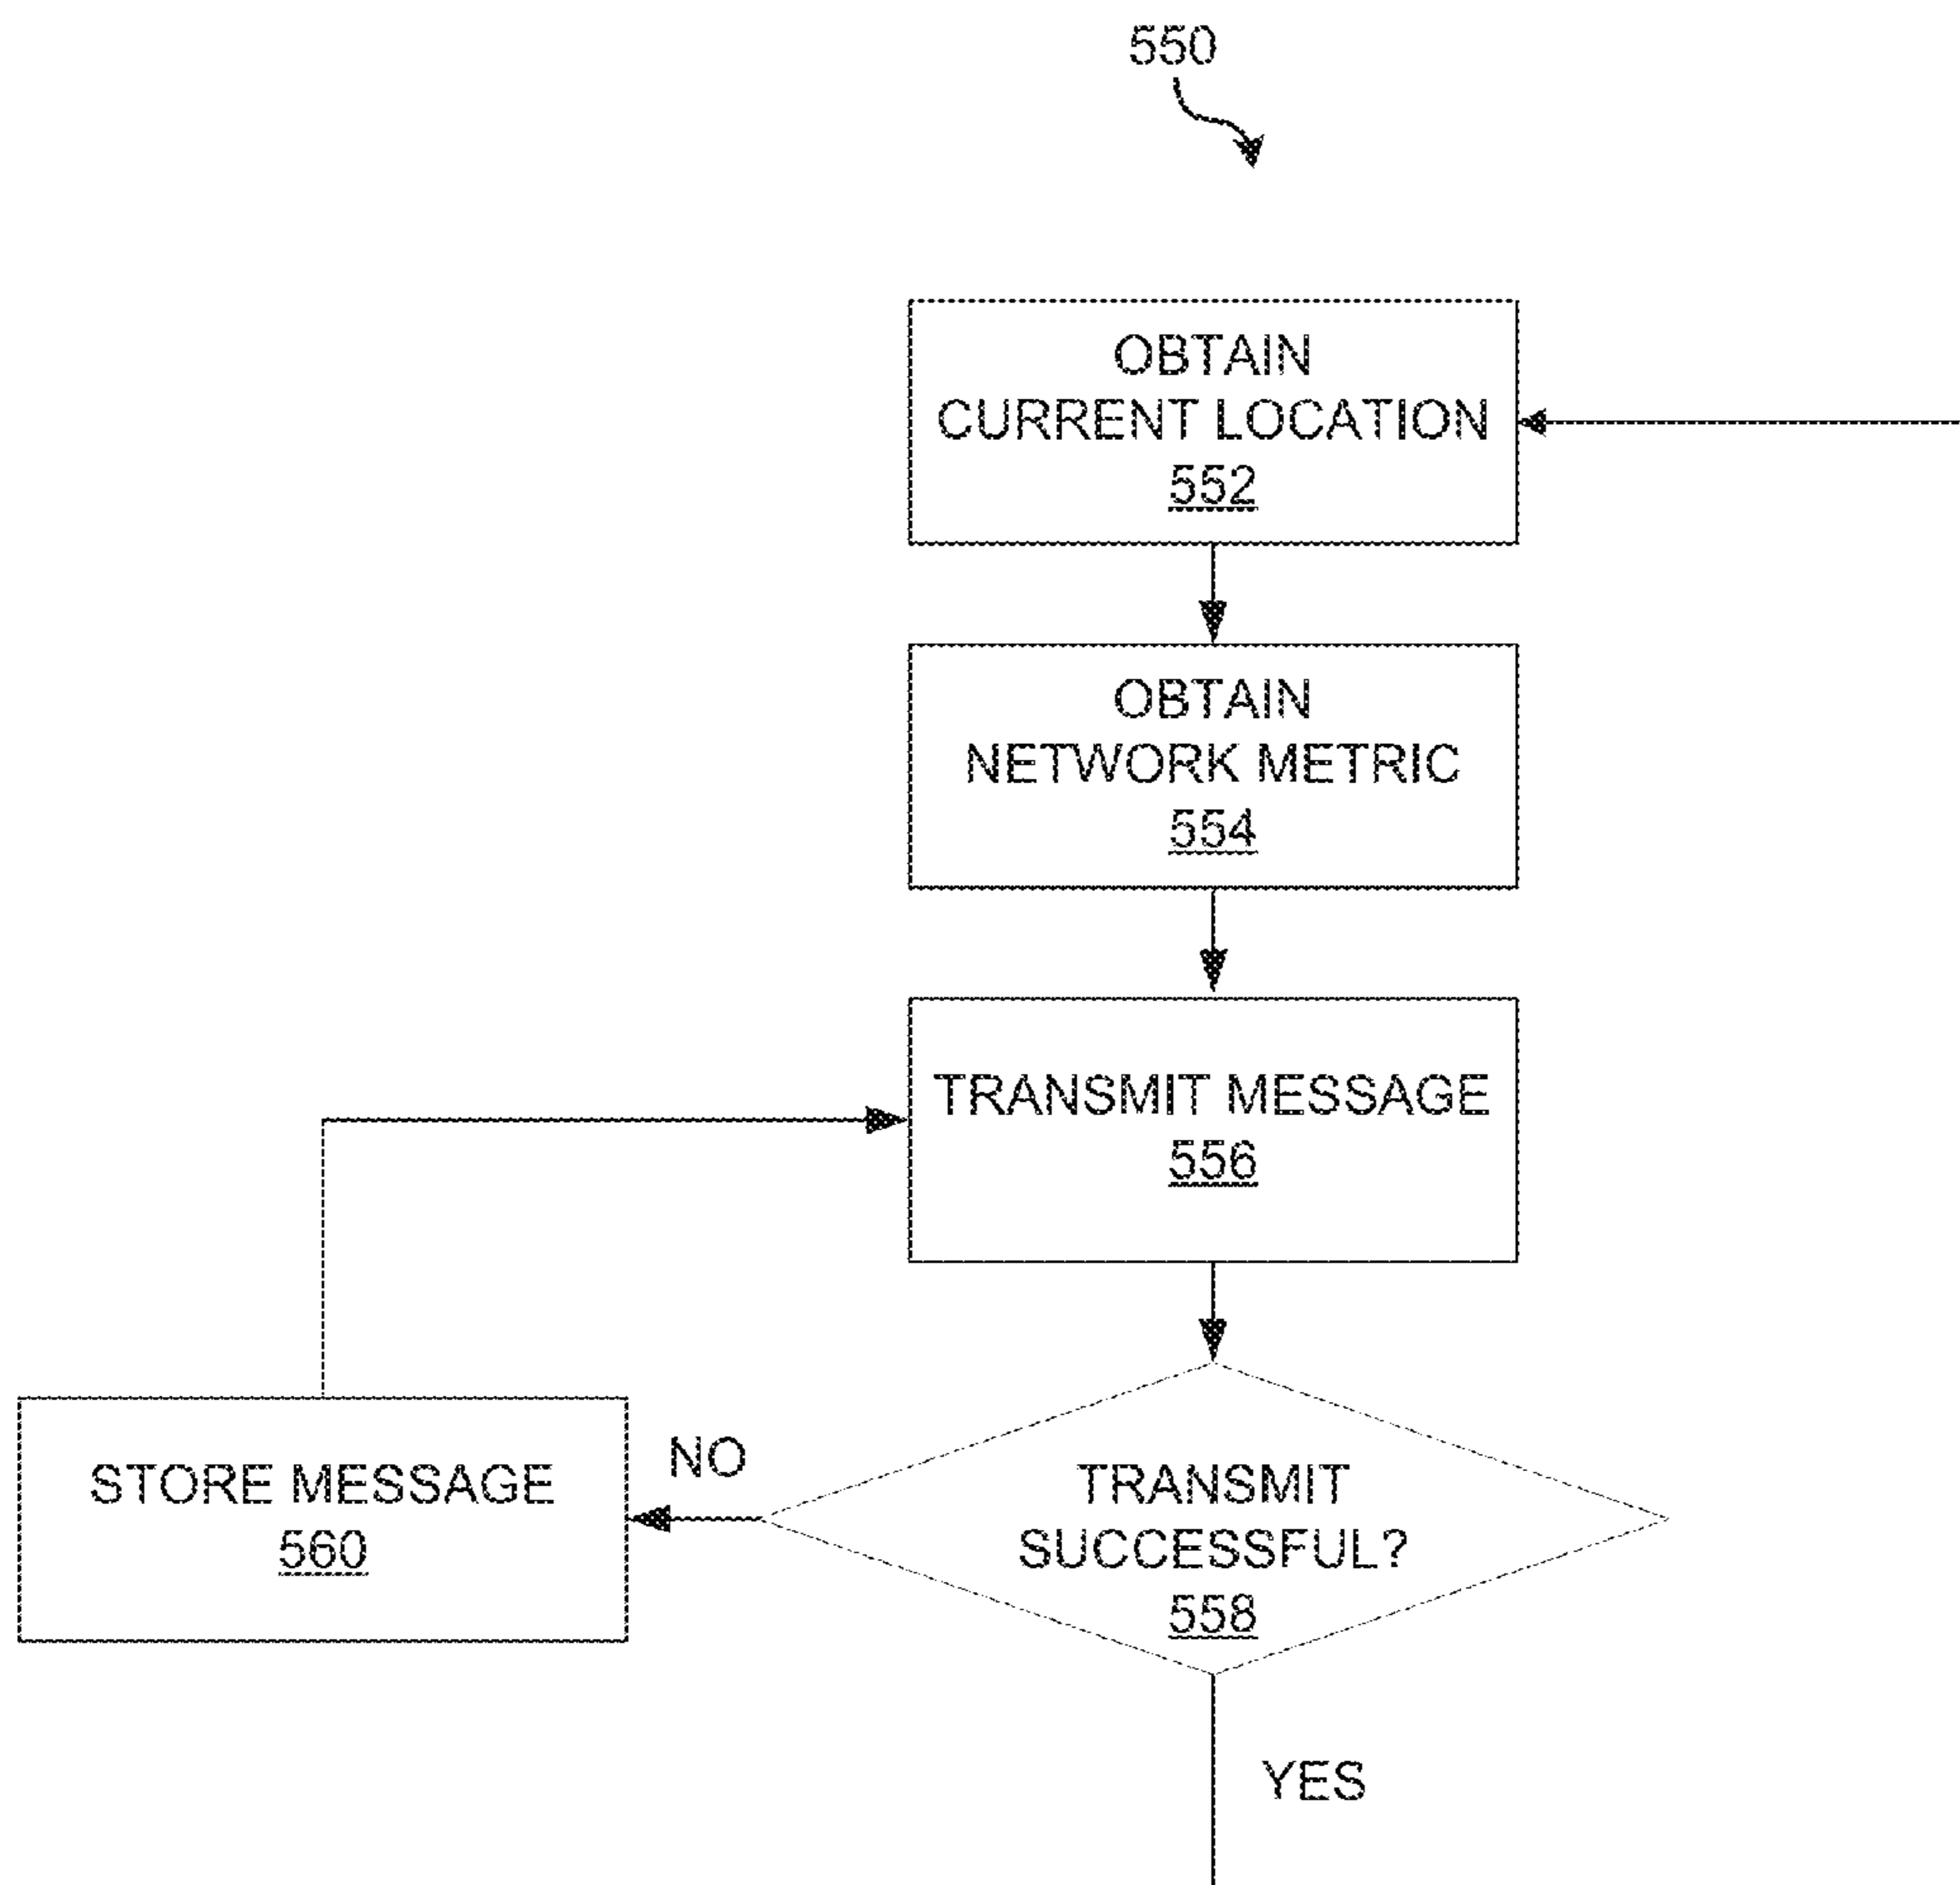 550
OBTAIN
CURRENT LOCATION
552
OBTAIN
NETWORK METRIC
554
TRANSMIT MESSAGE
556
STORE MESSAGE
560
NO
TRANSMIT
SUCCESSFUL?
558
YES